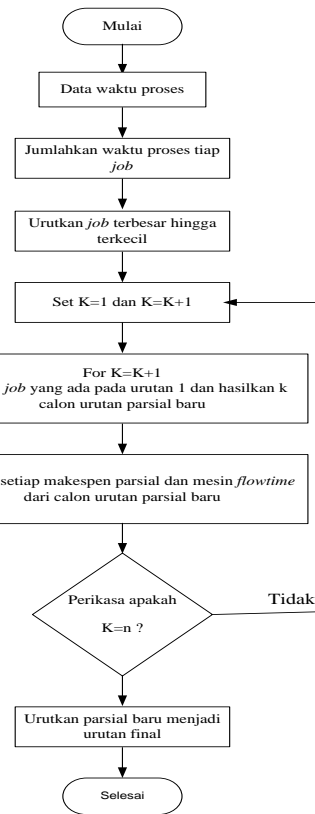 Mulai
Data waktu proses
Jumlahkan waktu proses tiap
job
Urutkan job terbesar hingga
terkecil
Set K=1 dan K=K+1
For K=K+1
job yang ada pada urutan 1 dan hasilkan k
calon urutan parsial baru
setiap makespen parsial dan mesin flowtime
dari calon urutan parsial baru
Perikasa apakah
K=n ?
Tidak
Urutkan parsial baru menjadi
urutan final
Selesai